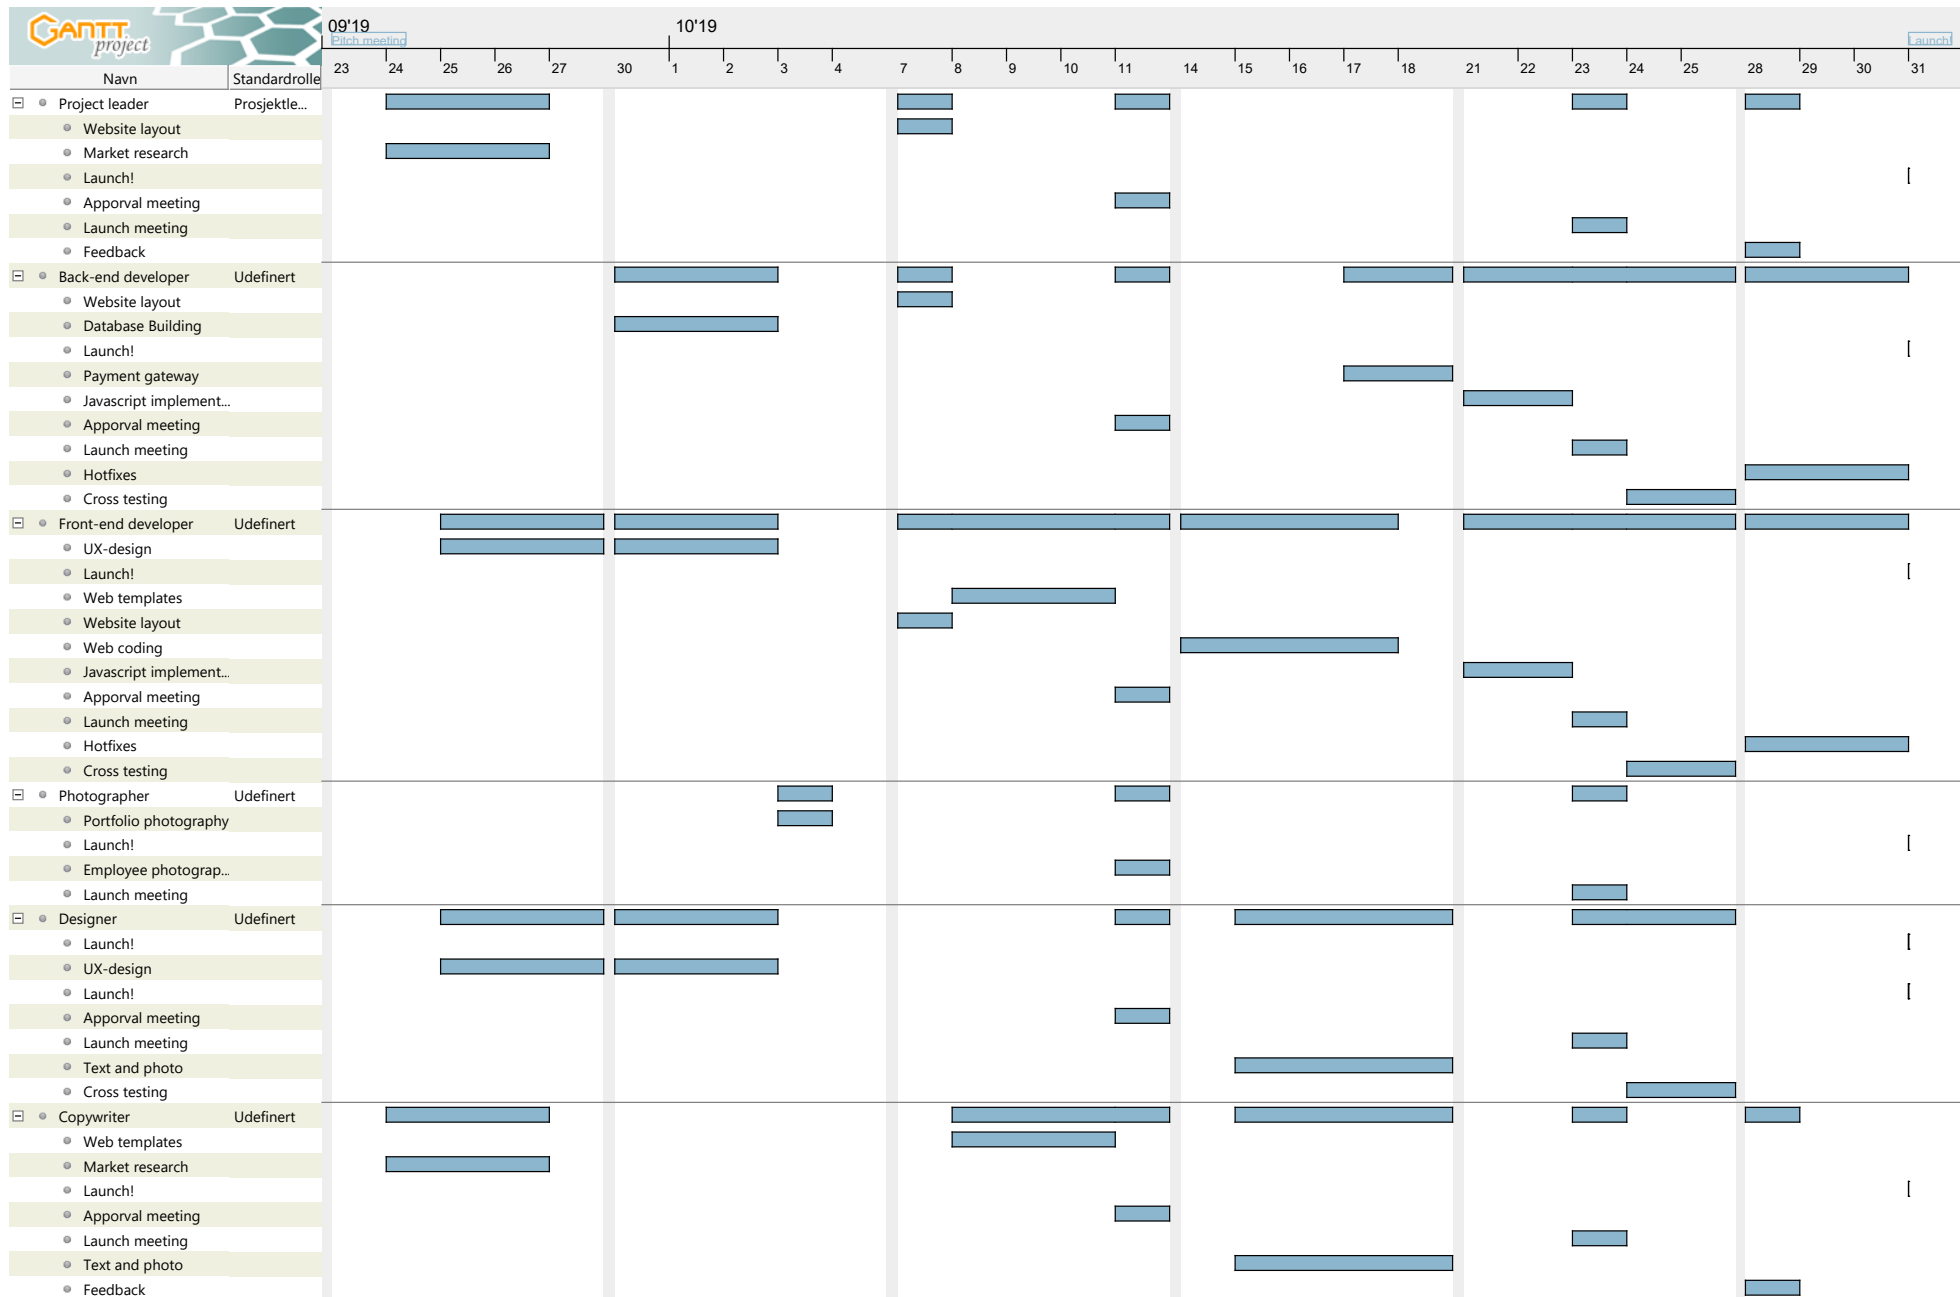 GANTT
project
09'19 10'19
Pitch meeting Launch!
Navn Standardrolle 23 24 25 26 27 30 1 2 3 4 7 8 9 10 11 14 15 16 17 18 21 22 23 24 25 28 29 30 31
Project leader Prosjektle...
Website layout
Market research
Launch!
Apporval meeting
Launch meeting
Feedback
Back-end developer Udefinert
Website layout
Database Building
Launch!
Payment gateway
Javascript implement...
Apporval meeting
Launch meeting
Hotfixes
Cross testing
Front-end developer Udefinert
UX-design
Launch!
Web templates
Website layout
Web coding
Javascript implement...
Apporval meeting
Launch meeting
Hotfixes
Cross testing
Photographer Udefinert
Portfolio photography
Launch!
Employee photograp...
Launch meeting
Designer Udefinert
Launch!
UX-design
Launch!
Apporval meeting
Launch meeting
Text and photo
Cross testing
Copywriter Udefinert
Web templates
Market research
Launch!
Apporval meeting
Launch meeting
Text and photo
Feedback